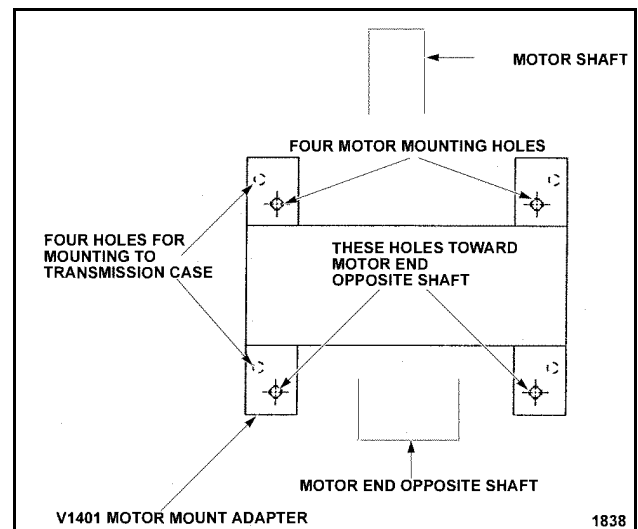 MOTOR SHAFT
FOUR MOTOR MOUNTING HOLES
FOUR HOLES FOR
MOUNTING TO
TRANSMISSION CASE
THESE HOLES TOWARD
MOTOR END
OPPOSITE SHAFT
MOTOR END OPPOSITE SHAFT
V1401 MOTOR MOUNT ADAPTER
1838